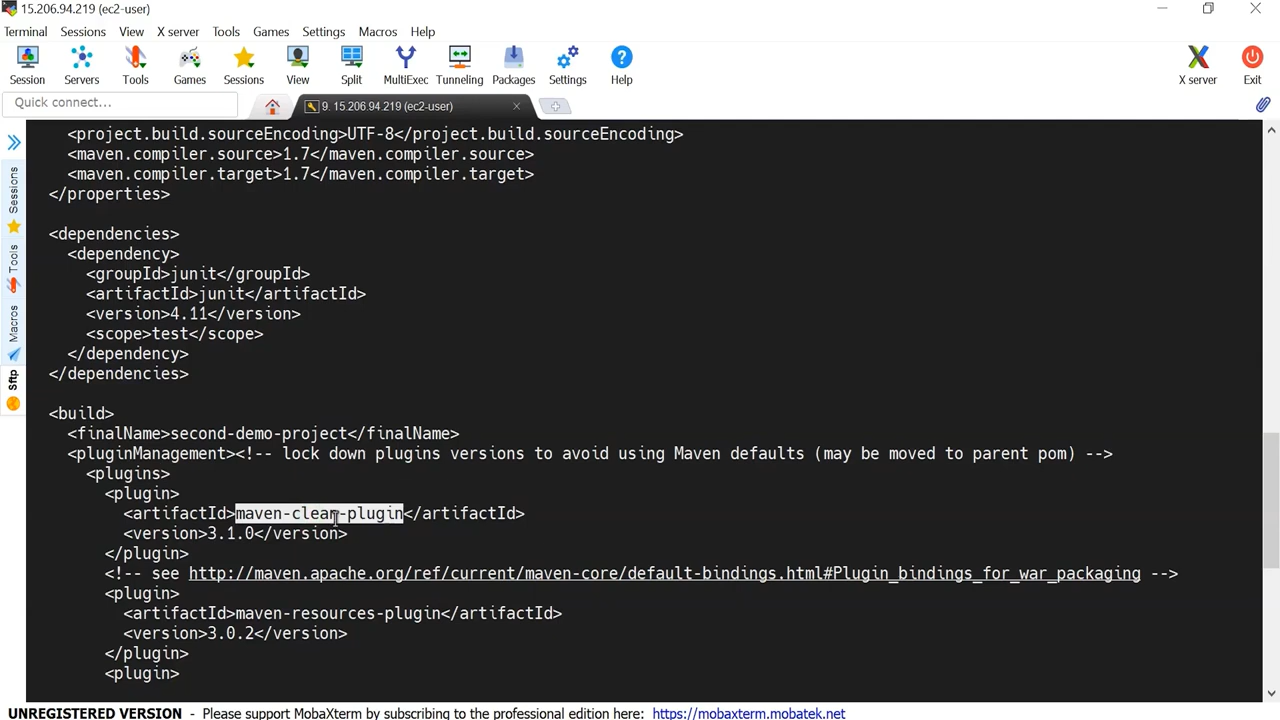 15.206.94.219 (ec2-user)
Terminal Sessions View X server Tools Games Settings Macros Help
Session Servers Tools Games Sessions View Split MultiExec Tunneling Packages Settings Help X server Exit
Quick connect...
9. 15.206.94.219 (ec2-user)
Sessions
Tools
Macros
Sftp
<project.build.sourceEncoding>UTF-8</project.build.sourceEncoding>
<maven.compiler.source>1.7</maven.compiler.source>
<maven.compiler.target>1.7</maven.compiler.target>
</properties>
<dependencies>
<dependency>
<groupId>junit</groupId>
<artifactId>junit</artifactId>
<version>4.11</version>
<scope>test</scope>
</dependency>
</dependencies>
<build>
<finalName>second-demo-project</finalName>
<pluginManagement><!-- lock down plugins versions to avoid using Maven defaults (may be moved to parent pom) -->
<plugins>
<plugin>
<artifactId>maven-clean-plugin</artifactId>
<version>3.1.0</version>
</plugin>
<!-- see http://maven.apache.org/ref/current/maven-core/default-bindings.html#Plugin_bindings_for_war_packaging -->
<plugin>
<artifactId>maven-resources-plugin</artifactId>
<version>3.0.2</version>
</plugin>
<plugin>
UNREGISTERED VERSION - Please support MobaXterm by subscribing to the professional edition here: https://mobaxterm.mobatek.net